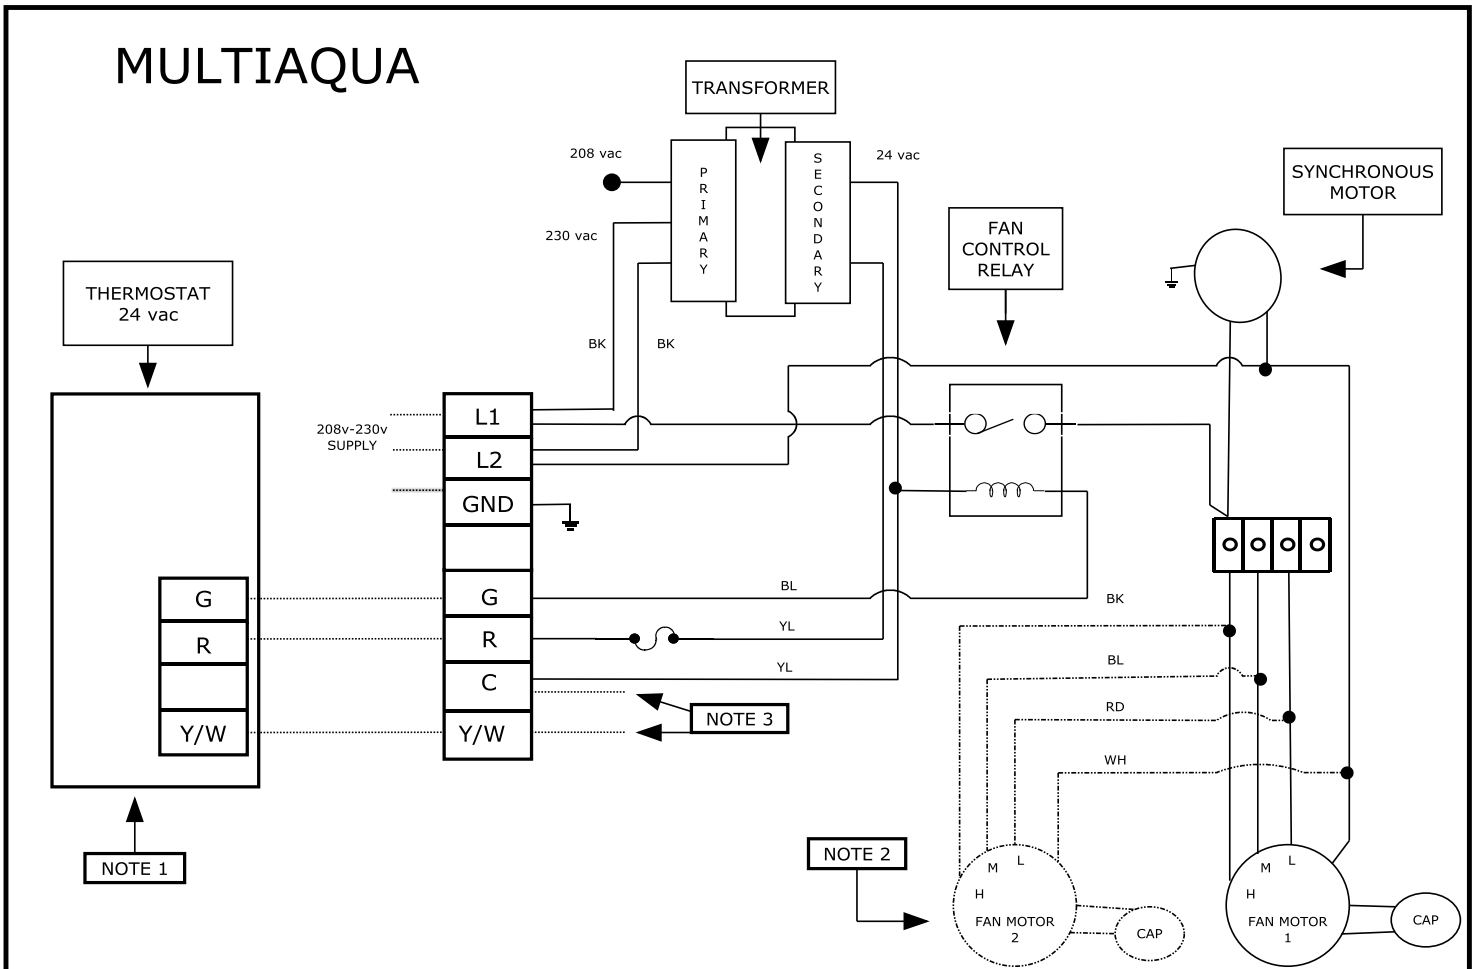 MULTIAQUA
TRANSFORMER
208 vac
24 vac
PRIMARY
SECONDARY
230 vac
SYNCHRONOUS
MOTOR
FAN
CONTROL
RELAY
THERMOSTAT
24 vac
BK
BK
208v-230v
SUPPLY
L1
L2
GND
G
R
Y/W
G
R
C
Y/W
BL
YL
YL
NOTE 3
BK
BL
RD
WH
NOTE 1
NOTE 2
M
L
H
FAN MOTOR
2
CAP
M
L
H
FAN MOTOR
1
CAP